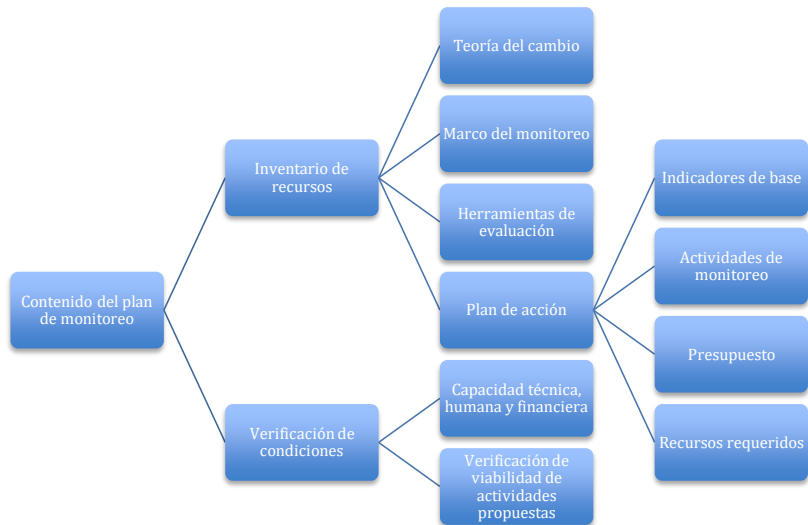 Contenido del plan
de monitoreo
Inventario de
recursos
Teoría del cambio
Marco del monitoreo
Herramientas de
evaluación
Plan de acción
Indicadores de base
Actividades de
monitoreo
Presupuesto
Recursos requeridos
Verificación de
condiciones
Capacidad técnica,
humana y financiera
Verificación de
viabilidad de
actividades
propuestas